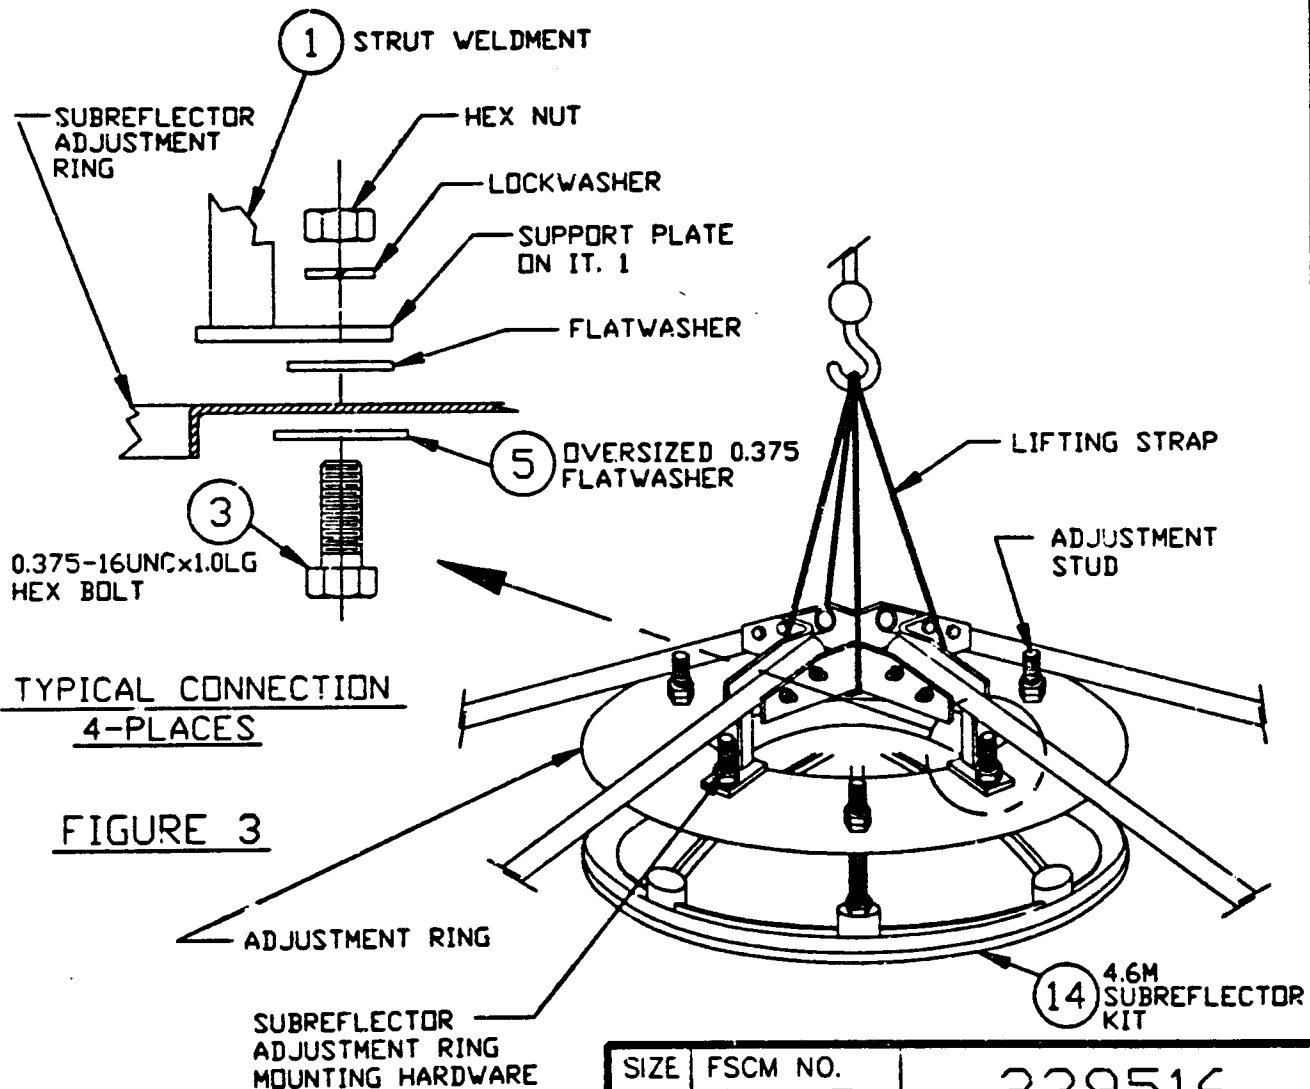 1 STRUT WELDMENT
SUBREFLECTOR
ADJUSTMENT
RING
HEX NUT
LOCKWASHER
SUPPORT PLATE
ON IT. 1
FLATWASHER
5 OVERSIZED 0.375
FLATWASHER
3
0.375-16UNCx1.0LG
HEX BOLT
LIFTING STRAP
ADJUSTMENT
STUD
TYPICAL CONNECTION
4-PLACES
FIGURE 3
ADJUSTMENT RING
14 4.6M
SUBREFLECTOR
KIT
SUBREFLECTOR
ADJUSTMENT RING
MOUNTING HARDWARE
SIZE FSCM NO.